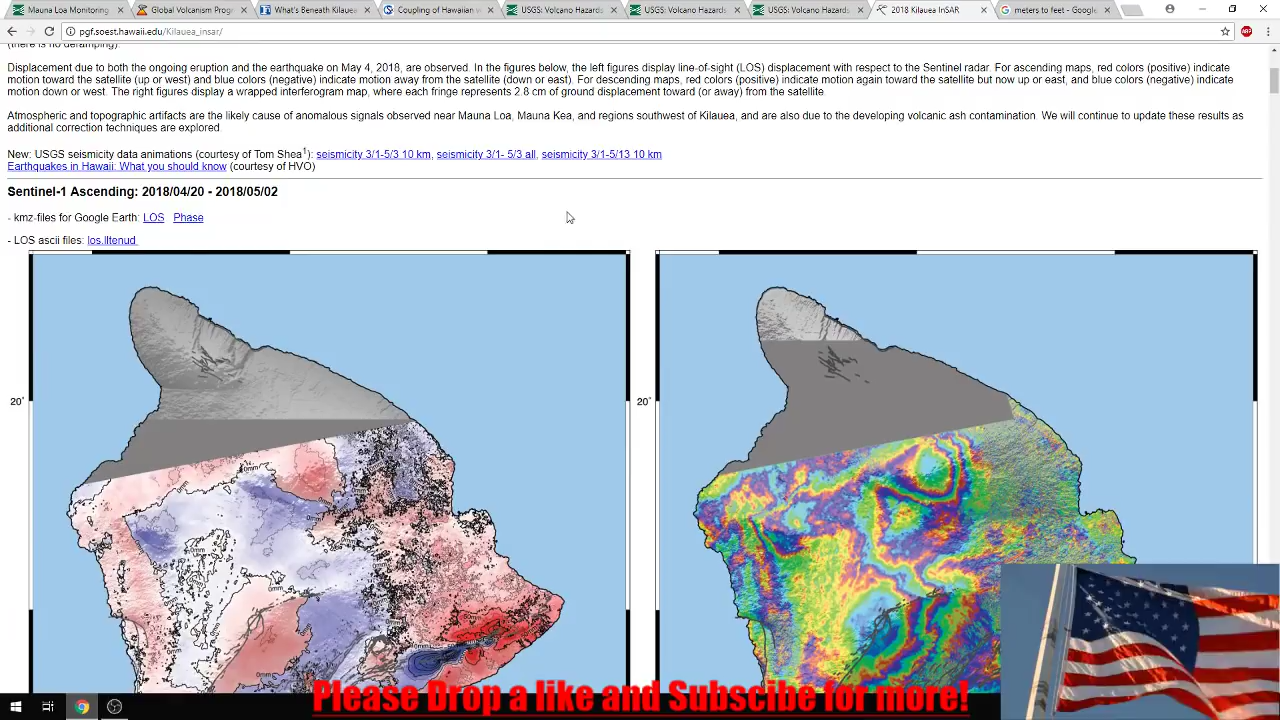 Mauna Loa Monitoring
Global Volcanism Prog
What's Beneath Kilauea
Coupling of Hawaiian v
USGS: Volcano Hazards
USGS: Volcano Hazards
USGS: Volcano Hazards
2018 Kilauea InSAR
meters to feet - Google
pgf.soest.hawaii.edu/Kilauea_insar/
(there is no deramping).
Displacement due to both the ongoing eruption and the earthquake on May 4, 2018, are observed. In the figures below, the left figures display line-of-sight (LOS) displacement with respect to the Sentinel radar. For ascending maps, red colors (positive) indicate
motion toward the satellite (up or west) and blue colors (negative) indicate motion away from the satellite (down or east). For descending maps, red colors (positive) indicate motion again toward the satellite but now up or east, and blue colors (negative) indicate
motion down or west. The right figures display a wrapped interferogram map, where each fringe represents 2.8 cm of ground displacement toward (or away) from the satellite.
Atmospheric and topographic artifacts are the likely cause of anomalous signals observed near Mauna Loa, Mauna Kea, and regions southwest of Kilauea, and are also due to the developing volcanic ash contamination. We will continue to update these results as
additional correction techniques are explored.
New: USGS seismicity data animations (courtesy of Tom Shea1): seismicity 3/1-5/3 10 km, seismicity 3/1- 5/3 all, seismicity 3/1-5/13 10 km
Earthquakes in Hawaii: What you should know (courtesy of HVO)
Sentinel-1 Ascending: 2018/04/20 - 2018/05/02
- kmz-files for Google Earth: LOS Phase
- LOS ascii files: los.lltenud
20°
20°
0mm
0mm
0mm
0mm
Please Drop a like and Subscibe for more!